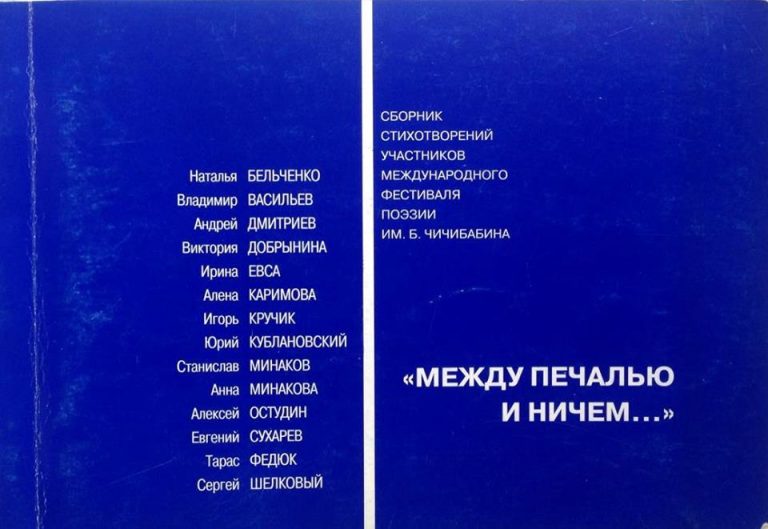 Наталья БЕЛЬЧЕНКО
Владимир ВАСИЛЬЕВ
Андрей ДМИТРИЕВ
Виктория ДОБРЫНИНА
Ирина ЕВСА
Алена КАРИМОВА
Игорь КРУЧИК
Юрий КУБЛАНОВСКИЙ
Станислав МИНАКОВ
Анна МИНАКОВА
Алексей ОСТУДИН
Евгений СУХАРЕВ
Тарас ФЕДЮК
Сергей ШЕЛКОВЫЙ
СБОРНИК
СТИХОТВОРЕНИЙ
УЧАСТНИКОВ
МЕЖДУНАРОДНОГО
ФЕСТИВАЛЯ
ПОЭЗИИ
ИМ. Б. ЧИЧИБАБИНА
«МЕЖДУ ПЕЧАЛЬЮ
И НИЧЕМ...»